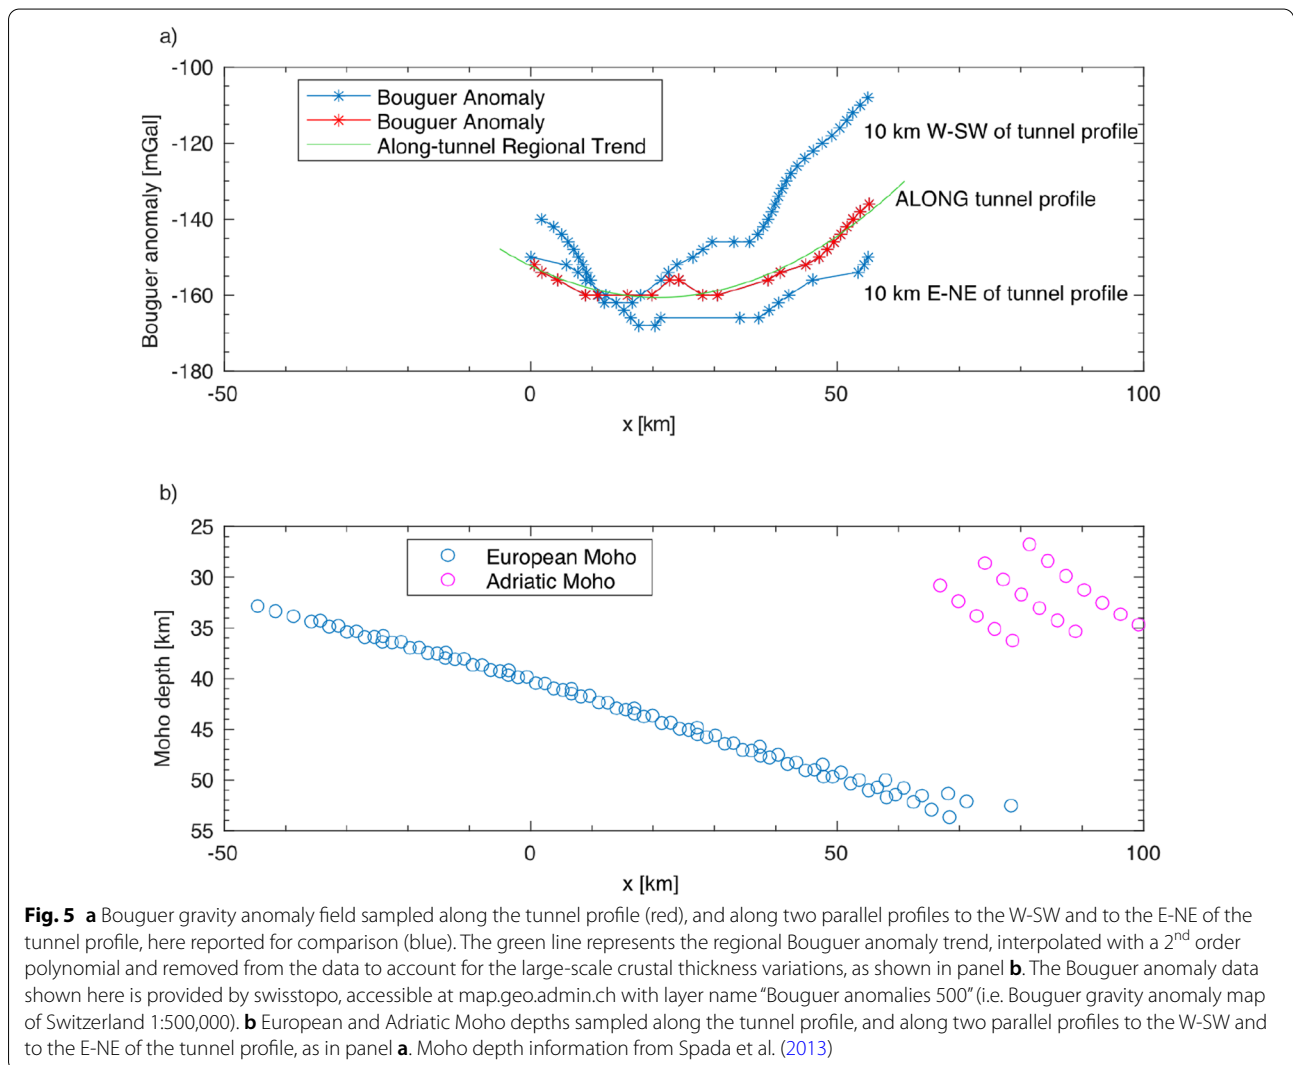 a)
-100
-120
-140
-160
-180
Bouguer anomaly [mGal]
Bouguer Anomaly
Bouguer Anomaly
Along-tunnel Regional Trend
10 km W-SW of tunnel profile
ALONG tunnel profile
10 km E-NE of tunnel profile
-50 0 50 100
x [km]
b)
25
30
35
40
45
50
55
Moho depth [km]
European Moho
Adriatic Moho
-50 0 50 100
x [km]
Fig. 5 a Bouguer gravity anomaly field sampled along the tunnel profile (red), and along two parallel profiles to the W-SW and to the E-NE of the
tunnel profile, here reported for comparison (blue). The green line represents the regional Bouguer anomaly trend, interpolated with a 2nd order
polynomial and removed from the data to account for the large-scale crustal thickness variations, as shown in panel b. The Bouguer anomaly data
shown here is provided by swisstopo, accessible at map.geo.admin.ch with layer name “Bouguer anomalies 500” (i.e. Bouguer gravity anomaly map
of Switzerland 1:500,000). b European and Adriatic Moho depths sampled along the tunnel profile, and along two parallel profiles to the W-SW and
to the E-NE of the tunnel profile, as in panel a. Moho depth information from Spada et al. (2013)